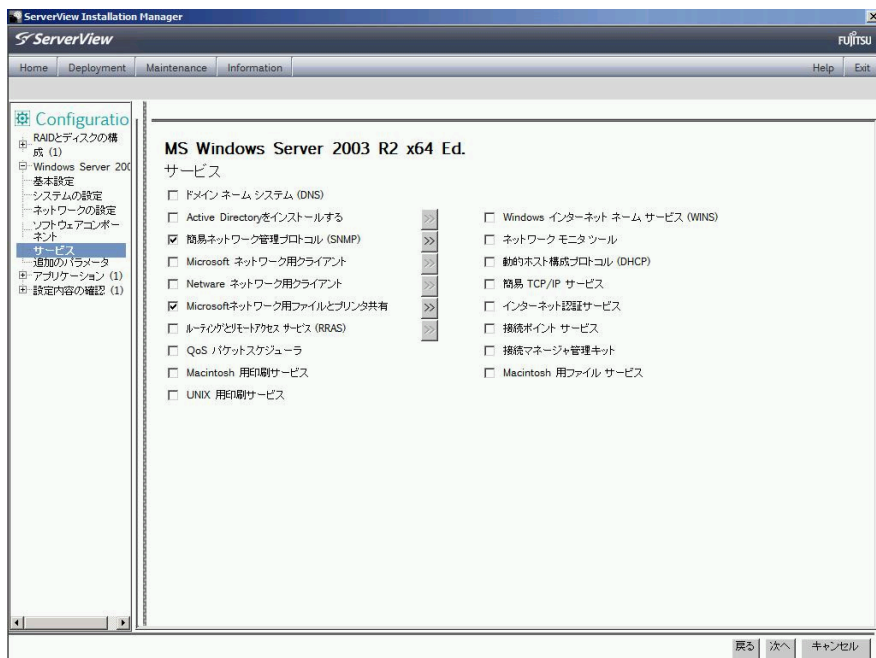 ServerView Installation Manager
ServerView
FUJITSU
Home Deployment Maintenance Information Help Exit
Configuratio
RAIDとディスクの構
成 (1)
Windows Server 200
基本設定
システムの設定
ネットワークの設定
ソフトウェアコンポー
ネント
サービス
追加のパラメータ
アプリケーション (1)
設定内容の確認 (1)
MS Windows Server 2003 R2 x64 Ed.
サービス
ドメイン ネーム システム (DNS)
Active Directoryをインストールする >> Windows インターネット ネーム サービス (WINS)
簡易ネットワーク管理プロトコル (SNMP) >> ネットワーク モニタ ツール
Microsoft ネットワーク用クライアント >> 動的ホスト構成プロトコル (DHCP)
Netware ネットワーク用クライアント >> 簡易 TCP/IP サービス
Microsoftネットワーク用ファイルとプリンタ共有 >> インターネット認証サービス
ルーティングとリモートアクセス サービス (RRAS) >> 接続ポイント サービス
QoS パケットスケジューラ 接続マネージャ管理キット
Macintosh 用印刷サービス Macintosh 用ファイル サービス
UNIX 用印刷サービス
戻る 次へ キャンセル